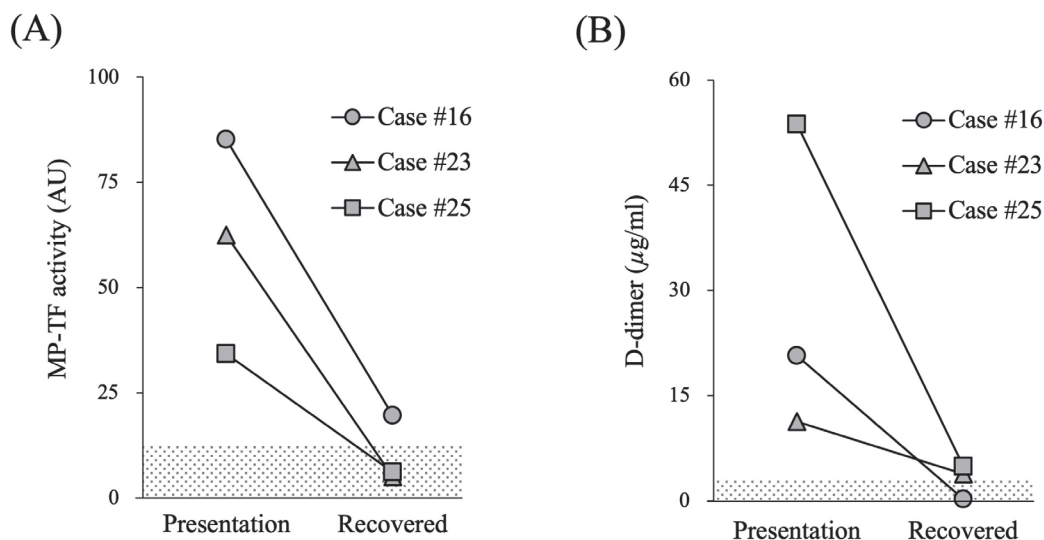 (A)
MP-TF activity (AU)
100
75
50
25
0
Case #16
Case #23
Case #25
Presentation
Recovered
(B)
D-dimer (µg/ml)
60
45
30
15
0
Case #16
Case #23
Case #25
Presentation
Recovered